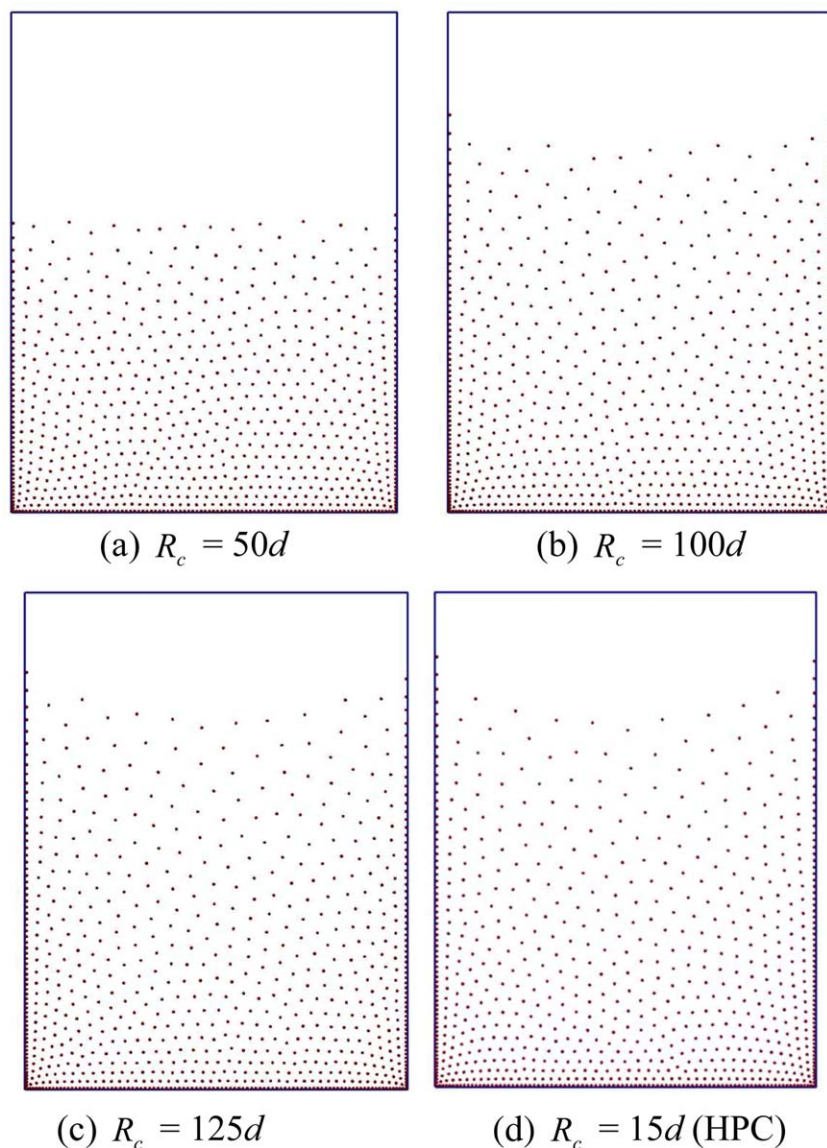 (a) R_c = 50d
(b) R_c = 100d
(c) R_c = 125d
(d) R_c = 15d (HPC)